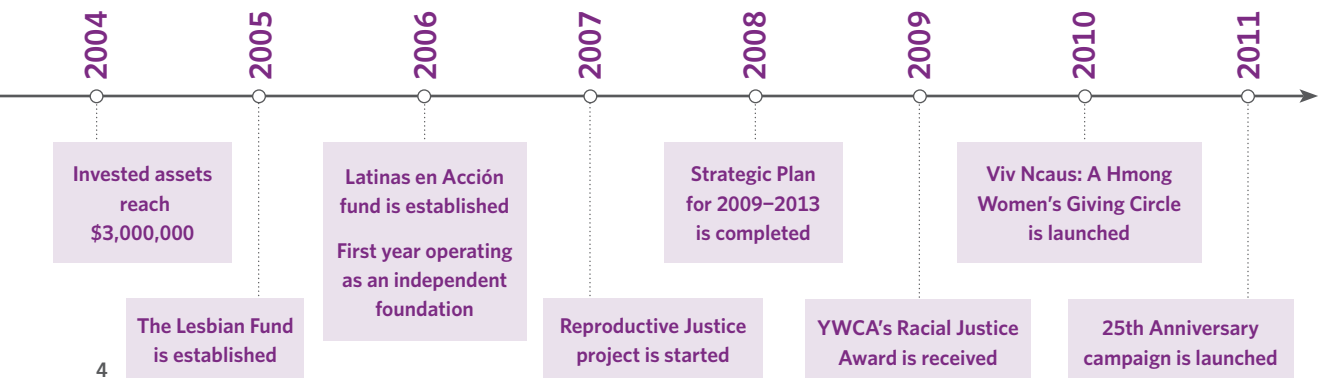 2004
2005
2006
2007
2008
2009
2010
2011
Invested assets
reach
$3,000,000
The Lesbian Fund
is established
Latinas en Acción
fund is established
First year operating
as an independent
foundation
Reproductive Justice
project is started
Strategic Plan
for 2009–2013
is completed
YWCA's Racial Justice
Award is received
Viv Ncaus: A Hmong
Women's Giving Circle
is launched
25th Anniversary
campaign is launched
4